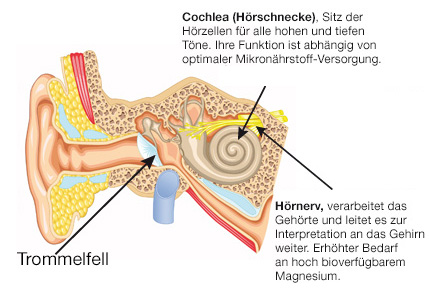 Cochlea (Hörschnecke), Sitz der
Hörzellen für alle hohen und tiefen
Töne. Ihre Funktion ist abhängig von
optimaler Mikronährstoff-Versorgung.
Hörnerv, verarbeitet das
Gehörte und leitet es zur
Interpretation an das Gehirn
weiter. Erhöhter Bedarf
an hoch bioverfügbarem
Magnesium.
Trommelfell